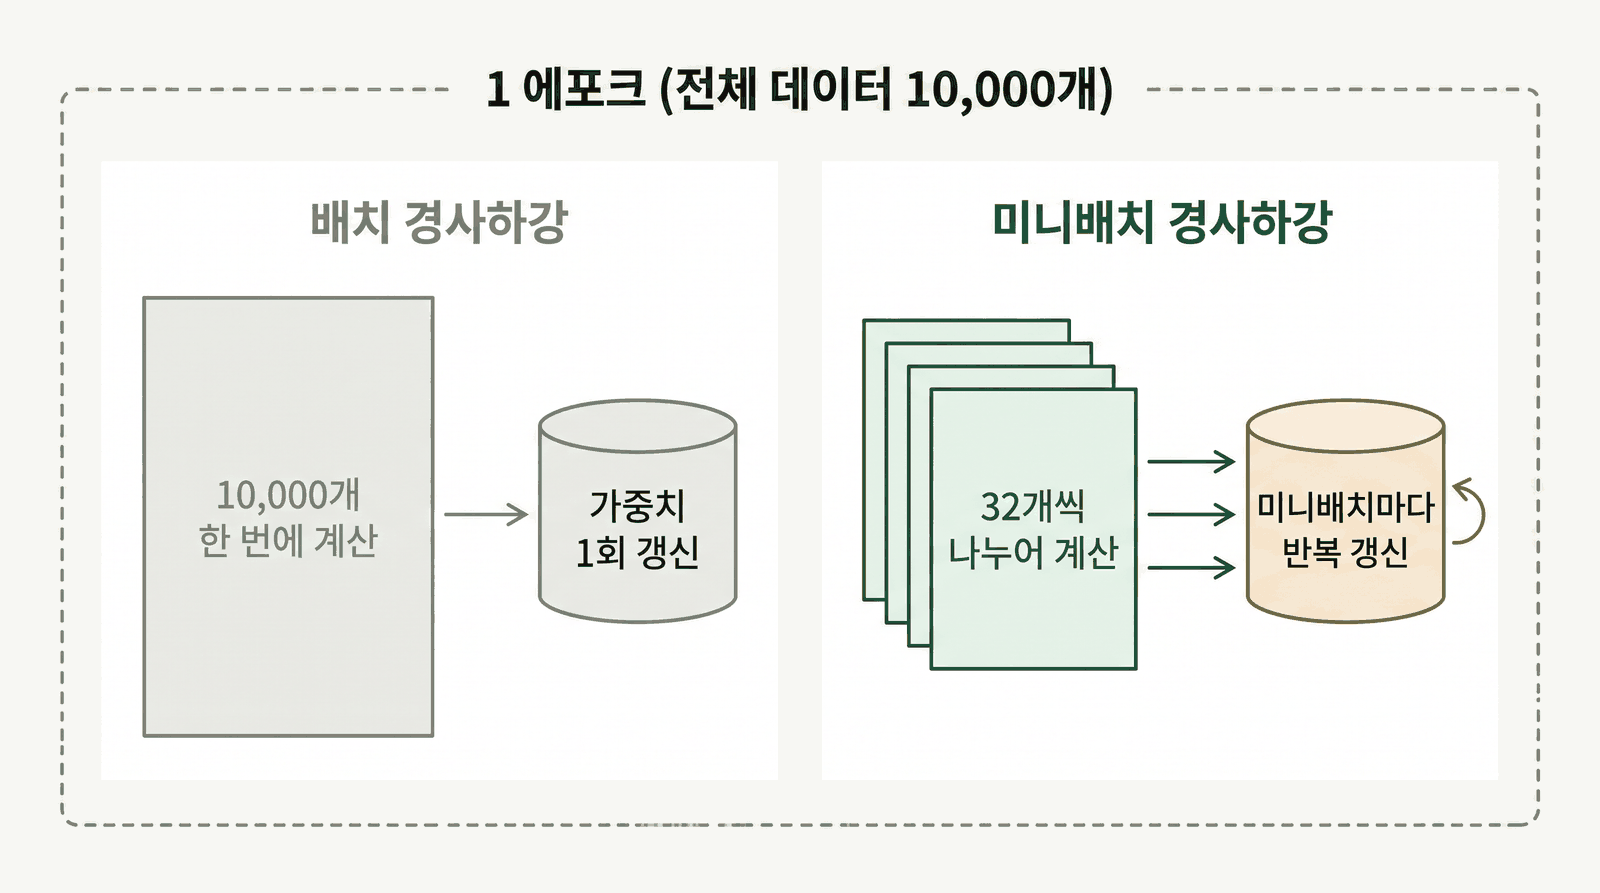 1 에포크 (전체 데이터 10,000개)
배치 경사하강
10,000개
한 번에 계산
가중치
1회 갱신
미니배치 경사하강
32개씩
나누어 계산
미니배치마다
반복 갱신